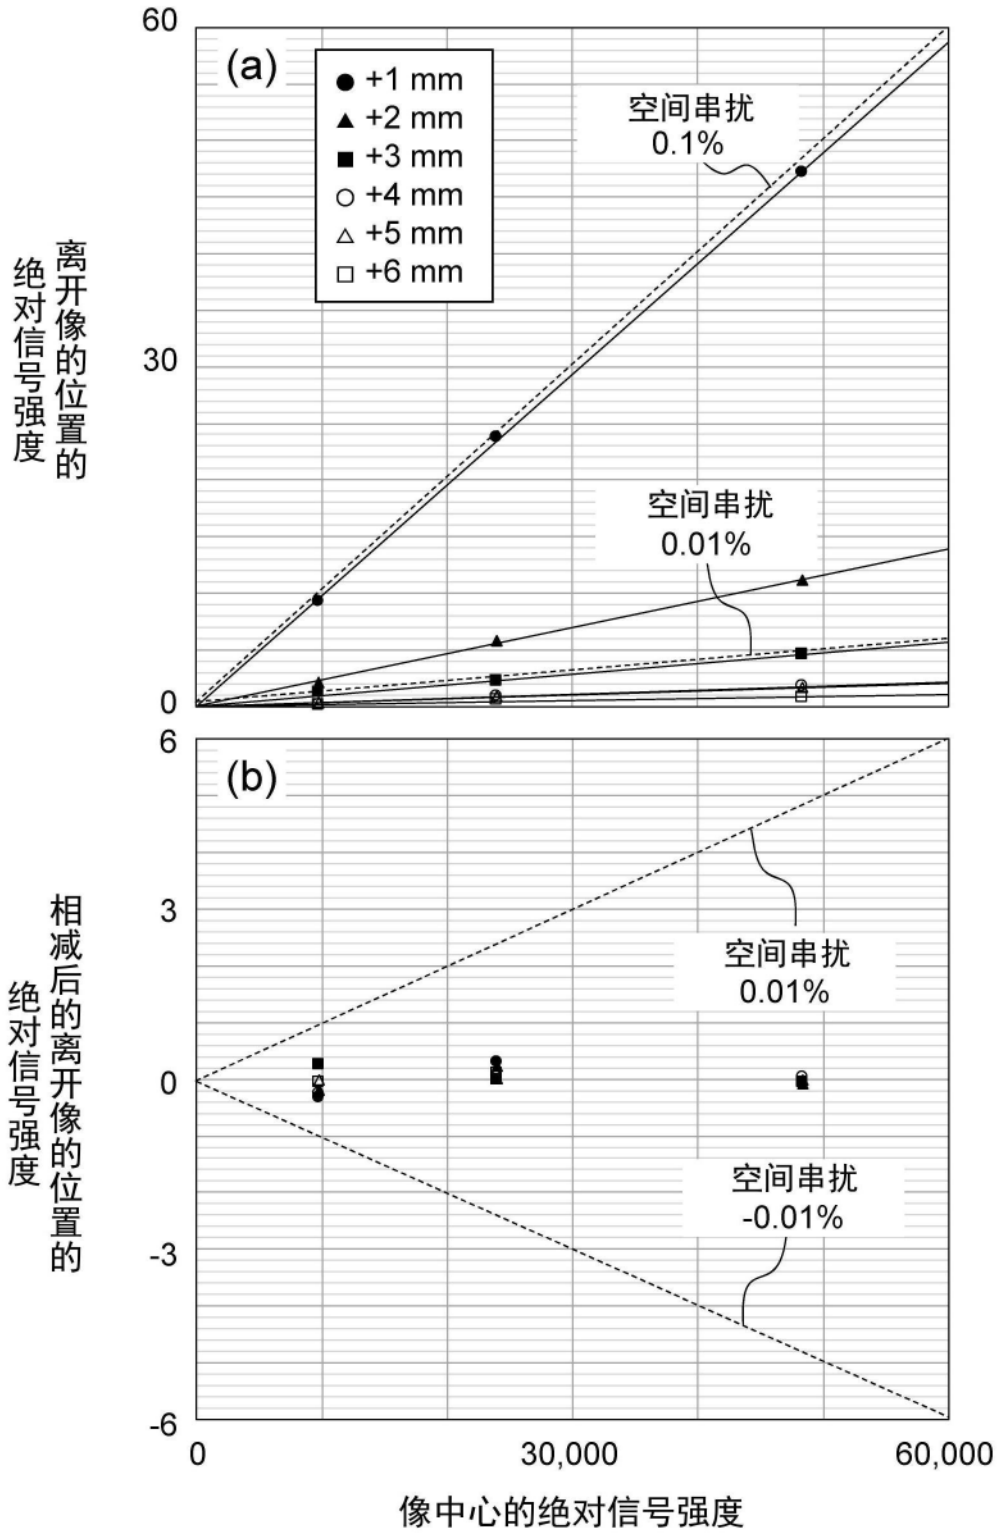 60
(a)
+1 mm
+2 mm
+3 mm
+4 mm
+5 mm
+6 mm
空间串扰
0.1%
离开像的位置的
绝对信号强度
30
空间串扰
0.01%
0
6
(b)
3
空间串扰
0.01%
相减后的离开像的位置的
绝对信号强度
0
空间串扰
-0.01%
-3
-6
0
30,000
60,000
像中心的绝对信号强度